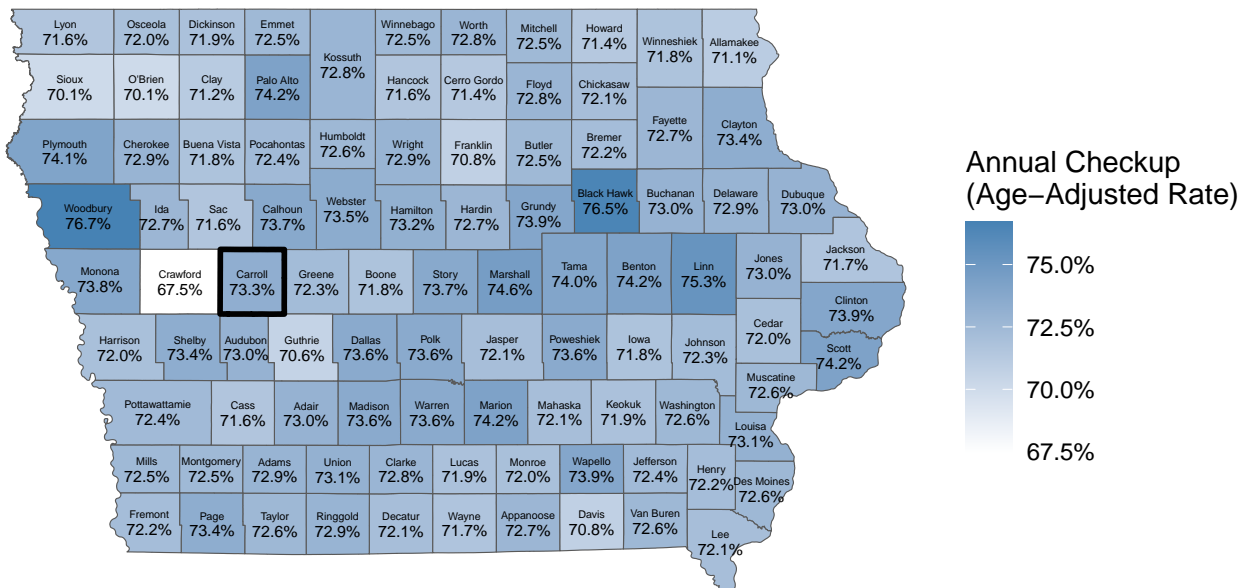 Lyon
71.6%
Osceola
72.0%
Dickinson
71.9%
Emmet
72.5%
Kossuth
72.8%
Winnebago
72.5%
Worth
72.8%
Mitchell
72.5%
Howard
71.4%
Winneshiek
71.8%
Allamakee
71.1%
Sioux
70.1%
O'Brien
70.1%
Clay
71.2%
Palo Alto
74.2%
Hancock
71.6%
Cerro Gordo
71.4%
Floyd
72.8%
Chickasaw
72.1%
Fayette
72.7%
Clayton
73.4%
Plymouth
74.1%
Cherokee
72.9%
Buena Vista
71.8%
Pocahontas
72.4%
Humboldt
72.6%
Wright
72.9%
Franklin
70.8%
Butler
72.5%
Bremer
72.2%
Woodbury
76.7%
Ida
72.7%
Sac
71.6%
Calhoun
73.7%
Webster
73.5%
Hamilton
73.2%
Hardin
72.7%
Grundy
73.9%
Black Hawk
76.5%
Buchanan
73.0%
Delaware
72.9%
Dubuque
73.0%
Monona
73.8%
Crawford
67.5%
Carroll
73.3%
Greene
72.3%
Boone
71.8%
Story
73.7%
Marshall
74.6%
Tama
74.0%
Benton
74.2%
Linn
75.3%
Jones
73.0%
Jackson
71.7%
Clinton
73.9%
Harrison
72.0%
Shelby
73.4%
Audubon
73.0%
Guthrie
70.6%
Dallas
73.6%
Polk
73.6%
Jasper
72.1%
Poweshiek
73.6%
Iowa
71.8%
Johnson
72.3%
Cedar
72.0%
Scott
74.2%
Muscatine
72.6%
Pottawattamie
72.4%
Cass
71.6%
Adair
73.0%
Madison
73.6%
Warren
73.6%
Marion
74.2%
Mahaska
72.1%
Keokuk
71.9%
Washington
72.6%
Louisa
73.1%
Mills
72.5%
Montgomery
72.5%
Adams
72.9%
Union
73.1%
Clarke
72.8%
Lucas
71.9%
Monroe
72.0%
Wapello
73.9%
Jefferson
72.4%
Henry
72.2%
Des Moines
72.6%
Fremont
72.2%
Page
73.4%
Taylor
72.6%
Ringgold
72.9%
Decatur
72.1%
Wayne
71.7%
Appanoose
72.7%
Davis
70.8%
Van Buren
72.6%
Lee
72.1%
Annual Checkup
(Age−Adjusted Rate)
75.0%
72.5%
70.0%
67.5%